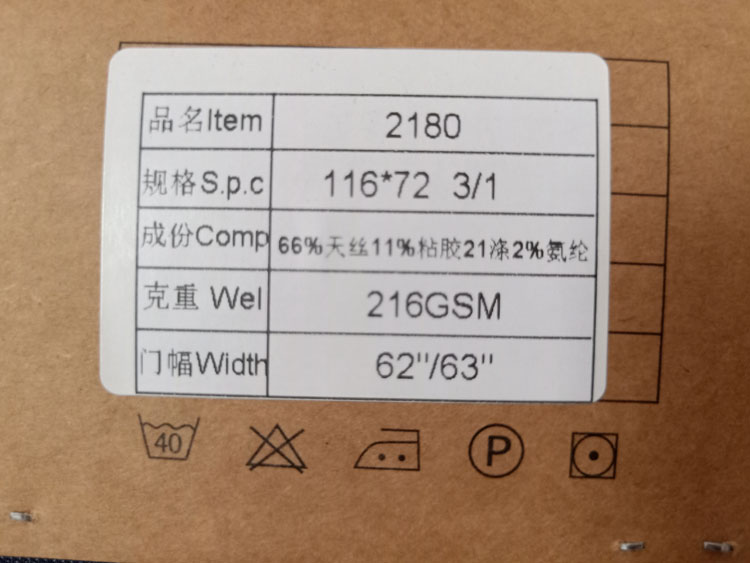 品名Item 2180
规格S.p.c 116*72 3/1
成份Comp 66%天丝11%粘胶21涤2%氨纶
克重 Wel 216GSM
门幅Width 62"/63"
40 P